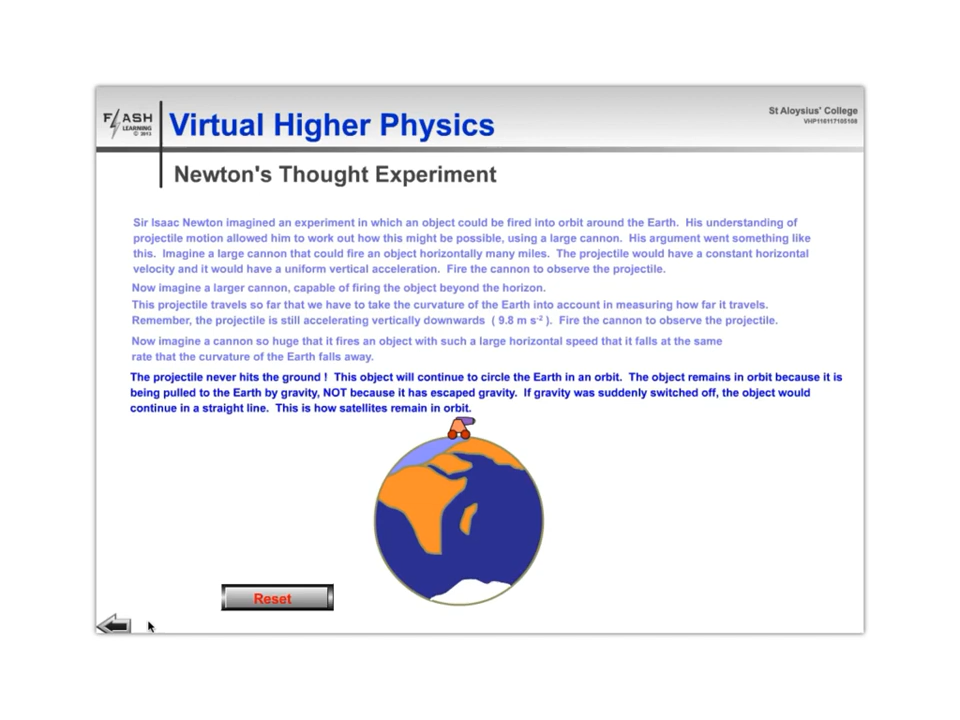 FLASH
LEARNING
© 2013
Virtual Higher Physics
St Aloysius' College
VHP110117100108
Newton's Thought Experiment
Sir Isaac Newton imagined an experiment in which an object could be fired into orbit around the Earth. His understanding of
projectile motion allowed him to work out how this might be possible, using a large cannon. His argument went something like
this. Imagine a large cannon that could fire an object horizontally many miles. The projectile would have a constant horizontal
velocity and it would have a uniform vertical acceleration. Fire the cannon to observe the projectile.
Now imagine a larger cannon, capable of firing the object beyond the horizon.
This projectile travels so far that we have to take the curvature of the Earth into account in measuring how far it travels.
Remember, the projectile is still accelerating vertically downwards ( 9.8 m s⁻² ). Fire the cannon to observe the projectile.
Now imagine a cannon so huge that it fires an object with such a large horizontal speed that it falls at the same
rate that the curvature of the Earth falls away.
The projectile never hits the ground ! This object will continue to circle the Earth in an orbit. The object remains in orbit because it is
being pulled to the Earth by gravity, NOT because it has escaped gravity. If gravity was suddenly switched off, the object would
continue in a straight line. This is how satellites remain in orbit.
Reset